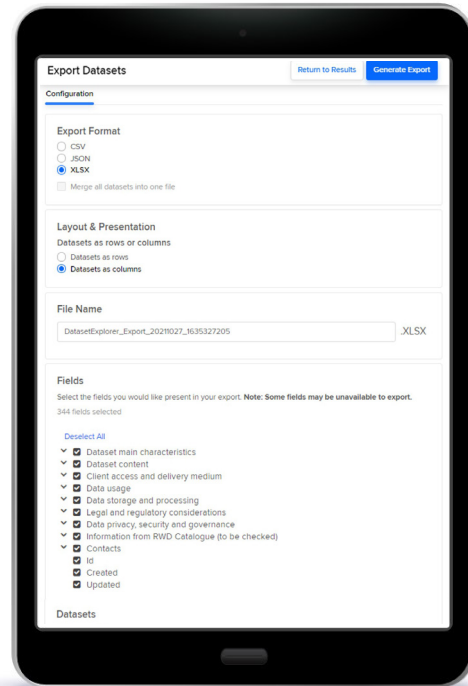 Export Datasets
Return to Results
Generate Export
Configuration
Export Format
CSV
JSON
XLSX
Merge all datasets into one file
Layout & Presentation
Datasets as rows or columns
Datasets as rows
Datasets as columns
File Name
DatasetExplorer_Export_20211027_1635327205
.XLSX
Fields
Select the fields you would like present in your export. Note: Some fields may be unavailable to export.
344 fields selected
Deselect All
Dataset main characteristics
Dataset content
Client access and delivery medium
Data usage
Data storage and processing
Legal and regulatory considerations
Data privacy, security and governance
Information from RWD Catalogue (to be checked)
Contacts
Id
Created
Updated
Datasets